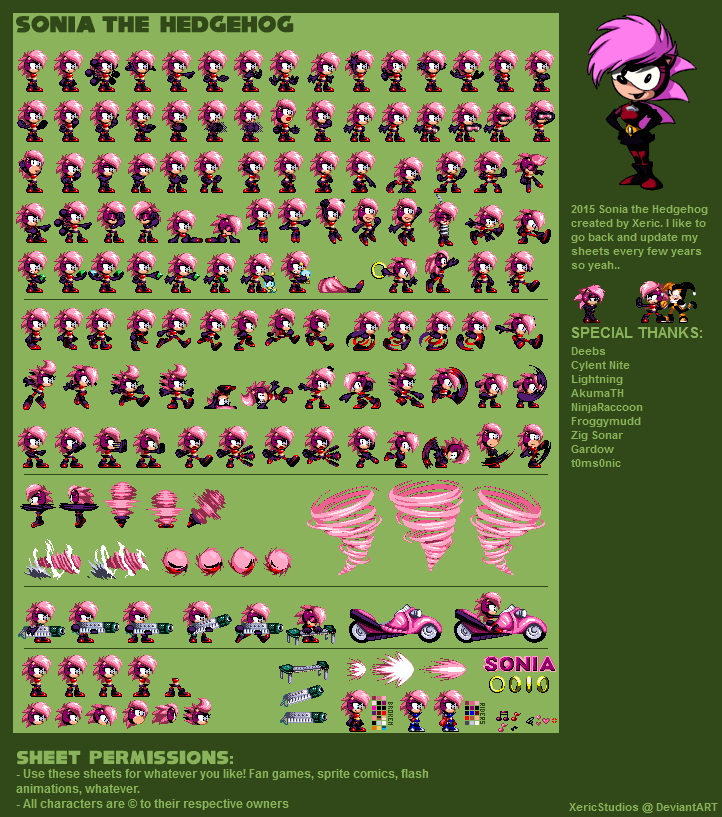 SONIA THE HEDGEHOG
2015 Sonia the Hedgehog
created by Xeric. I like to
go back and update my
sheets every few years
so yeah..
SPECIAL THANKS:
Deebs
Cylent Nite
Lightning
AkumaTH
NinjaRaccoon
Froggymudd
Zig Sonar
Gardow
t0ms0nic
SONIA
0010
BROKEN
RIDERS
SHEET PERMISSIONS:
- Use these sheets for whatever you like! Fan games, sprite comics, flash
animations, whatever.
- All characters are © to their respective owners
XericStudios @ DeviantART